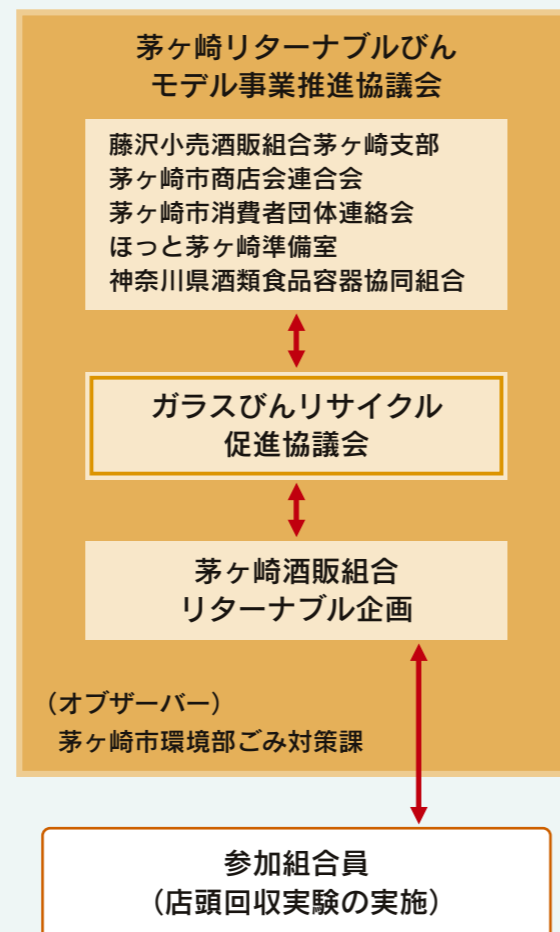 茅ヶ崎リターナブルびん
モデル事業推進協議会
藤沢小売酒販組合茅ヶ崎支部
茅ヶ崎市商店会連合会
茅ヶ崎市消費者団体連絡会
ほっと茅ヶ崎準備室
神奈川県酒類食品容器協同組合
ガラスびんリサイクル
促進協議会
茅ヶ崎酒販組合
リターナブル企画
（オブザーバー）
茅ヶ崎市環境部ごみ対策課
参加組合員
（店頭回収実験の実施）